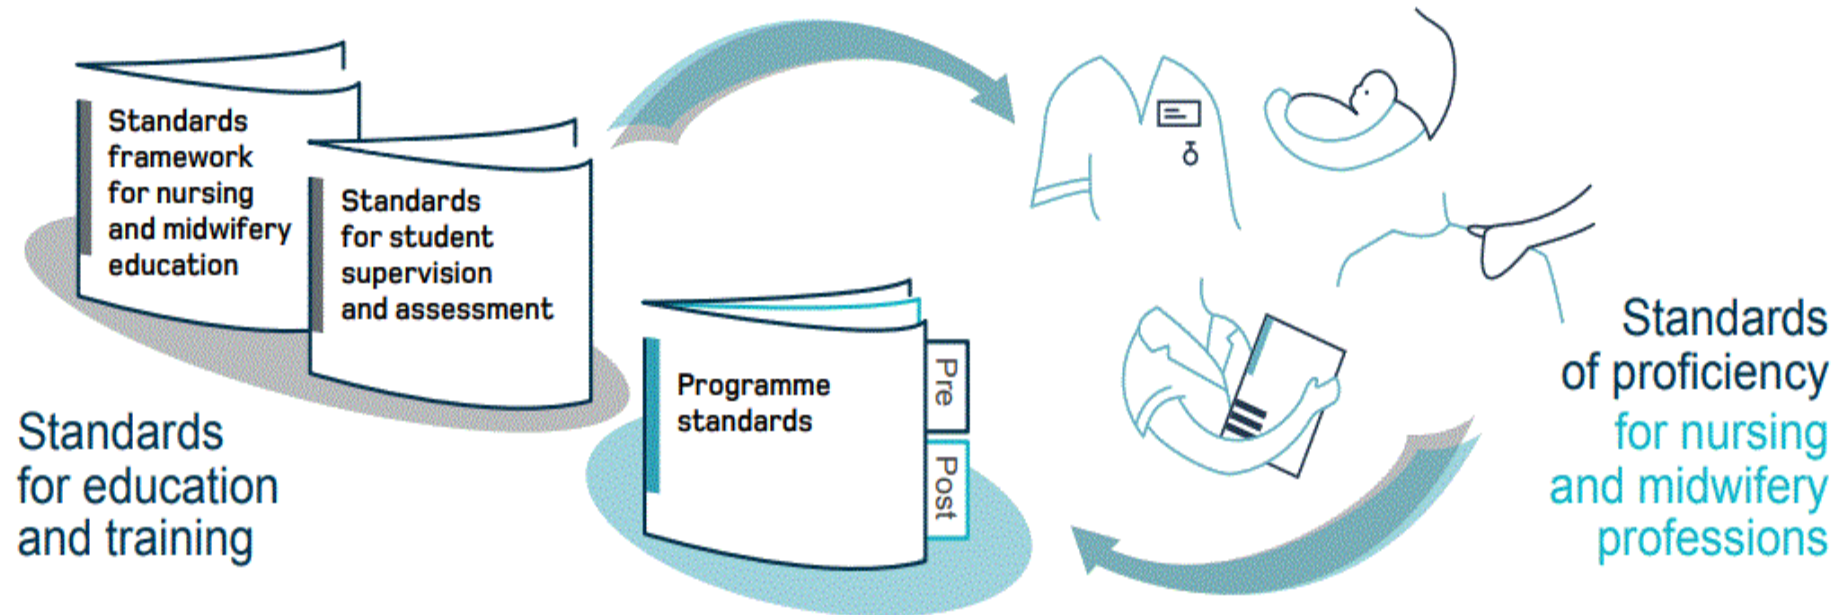 Standards
framework
for nursing
and midwifery
education
Standards
for student
supervision
and assessment
Programme
standards
Pre
Post
Standards
for education
and training
Standards
of proficiency
for nursing
and midwifery
professions